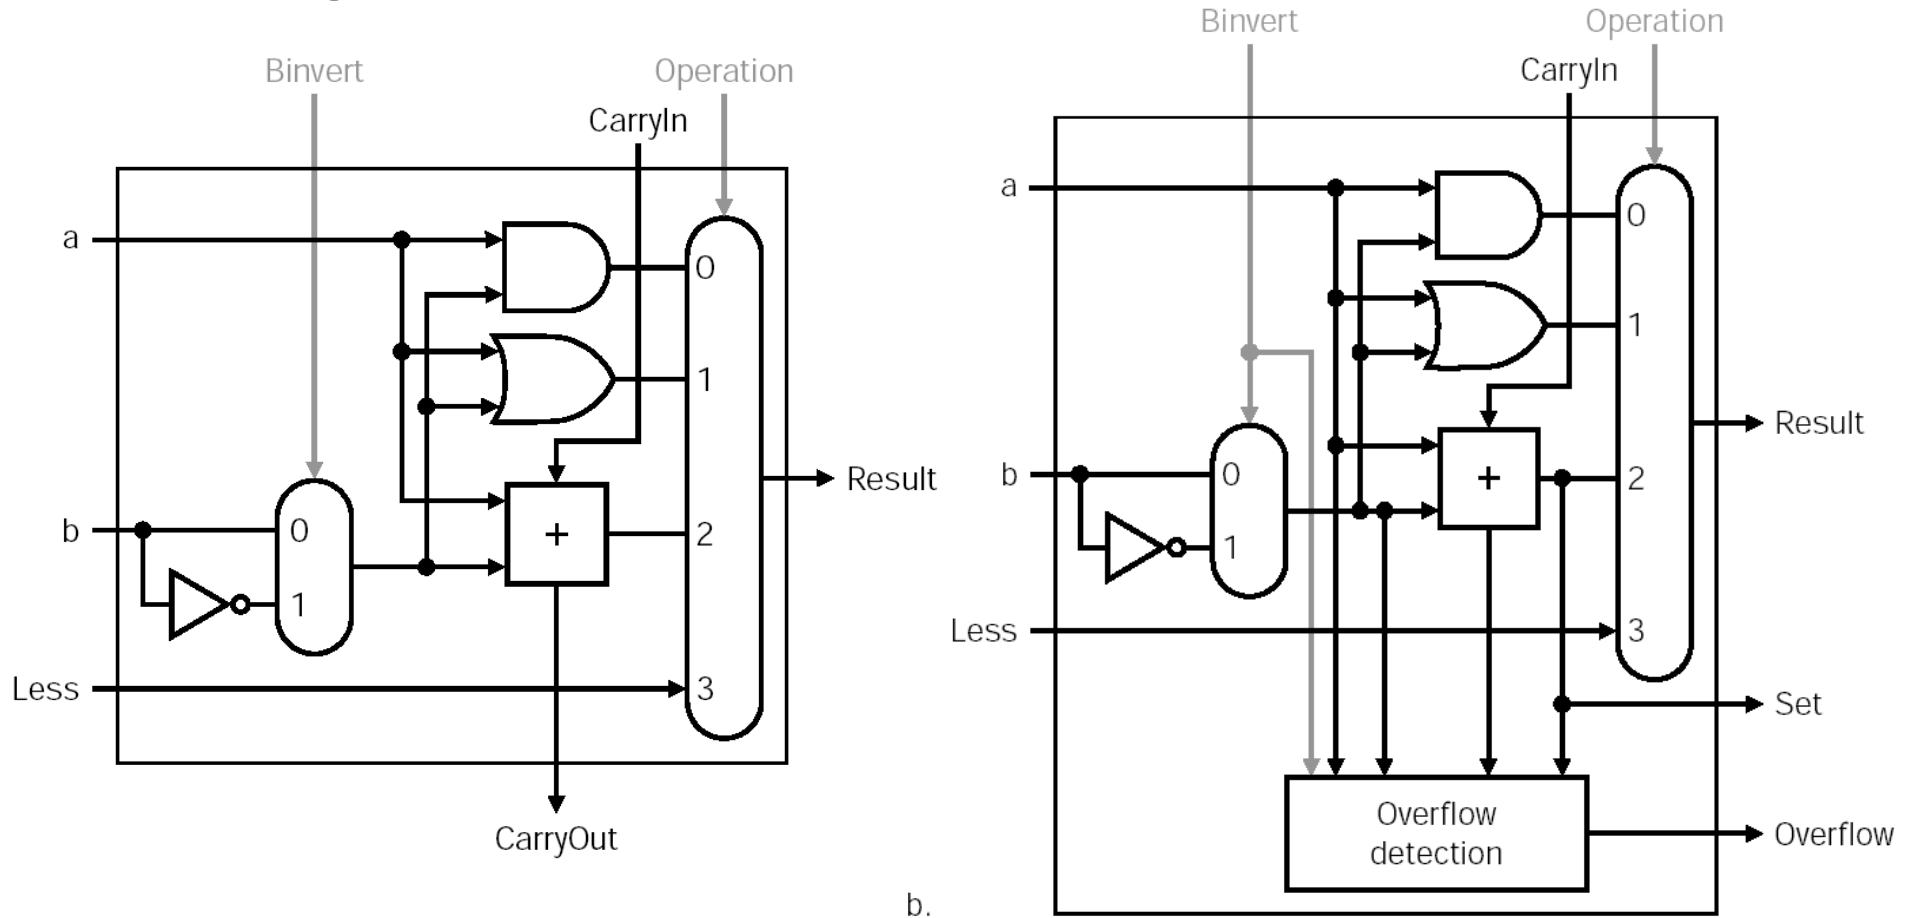 Binvert
Operation
CarryIn
a
0
1
b
0
+
2
Result
1
Less
3
CarryOut
Binvert
Operation
CarryIn
a
0
1
Result
b
0
+
2
1
Less
3
Set
Overflow
detection
Overflow
b.